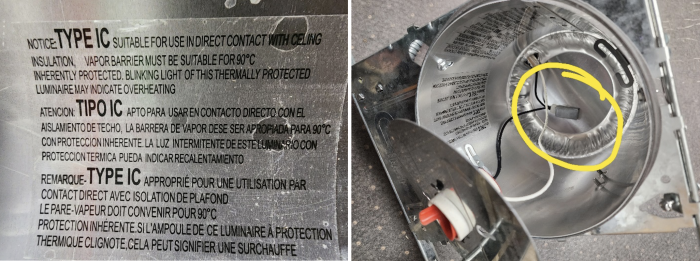 NOTICE:TYPE IC SUITABLE FOR USE IN DIRECT CONTACT WITH CELING
INSULATION, VAPOR BARRIER MUST BE SUITABLE FOR 90°C
INHERENTLY PROTECTED. BLINKING LIGHT OF THIS THERMALLY PROTECTED
LUMINAIRE MAY INDICATE OVERHEATING
ATENCION: TIPO IC APTO PARA USAR EN CONTACTO DIRECTO CON EL
AISLAMIENTO DE TECHO, LA BARRERA DE VAPOR DESE SER APROPIADA PARA 90°C
CON PROTECCION INHERENTE. LA LUZ INTERMITENTE DE ESTE LUMINARIO CON
PROTECCION TERMICA PUEDA INDICAR RECALENTAMIENTO
REMARQUE-TYPE IC APPROPRIÉ POUR UNE UTILISATION PAR
CONTACT DIRECT AVEC ISOLATION DE PLAFOND
LE PARE-VAPEUR DOIT CONVENIR POUR 90°C
PROTECTION INHÉRENTE.SI L'AMPOULE DE CE LUMINAIRE À PROTECTION
THERMIQUE CLIGNOTE,CELA PEUT SIGNIFIER UNE SURCHAUFFE